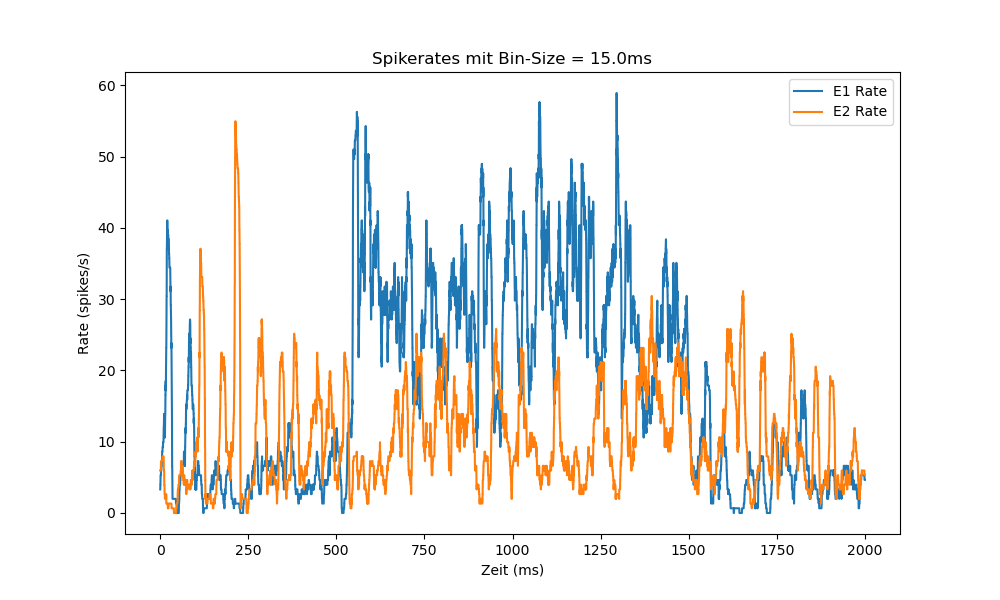 Spikerates mit Bin-Size = 15.0ms
60
50
40
30
20
10
0
Rate (spikes/s)
E1 Rate
E2 Rate
0 250 500 750 1000 1250 1500 1750 2000
Zeit (ms)